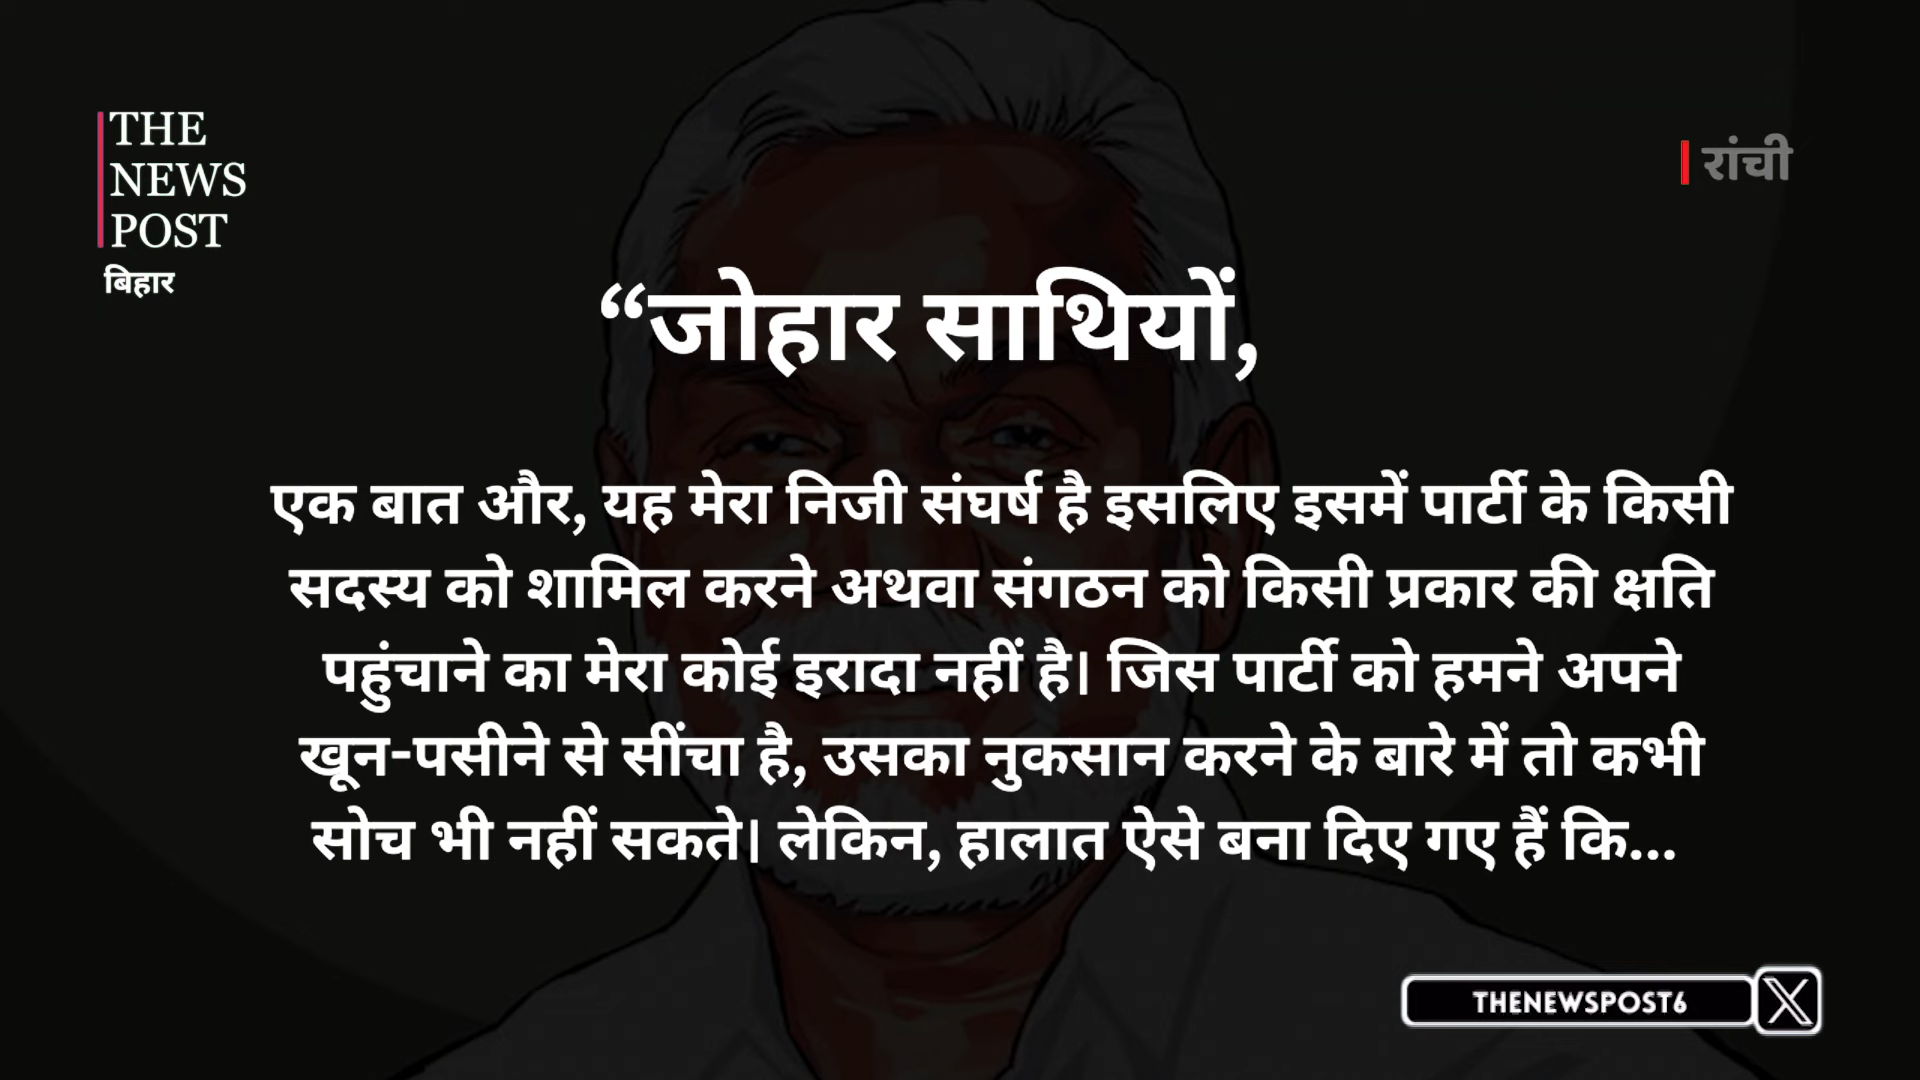 THE
NEWS
POST
बिहार
रांची
“जोहार साथियों,
एक बात और, यह मेरा निजी संघर्ष है इसलिए इसमें पार्टी के किसी
सदस्य को शामिल करने अथवा संगठन को किसी प्रकार की क्षति
पहुंचाने का मेरा कोई इरादा नहीं है। जिस पार्टी को हमने अपने
खून-पसीने से सींचा है, उसका नुकसान करने के बारे में तो कभी
सोच भी नहीं सकते। लेकिन, हालात ऐसे बना दिए गए हैं कि...
THENEWSPOST6 X